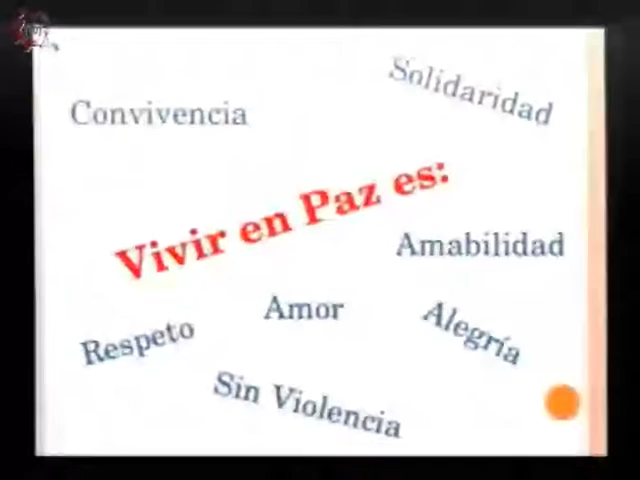 Convivencia
Solidaridad
Vivir en Paz es:
Amabilidad
Amor
Alegría
Respeto
Sin Violencia